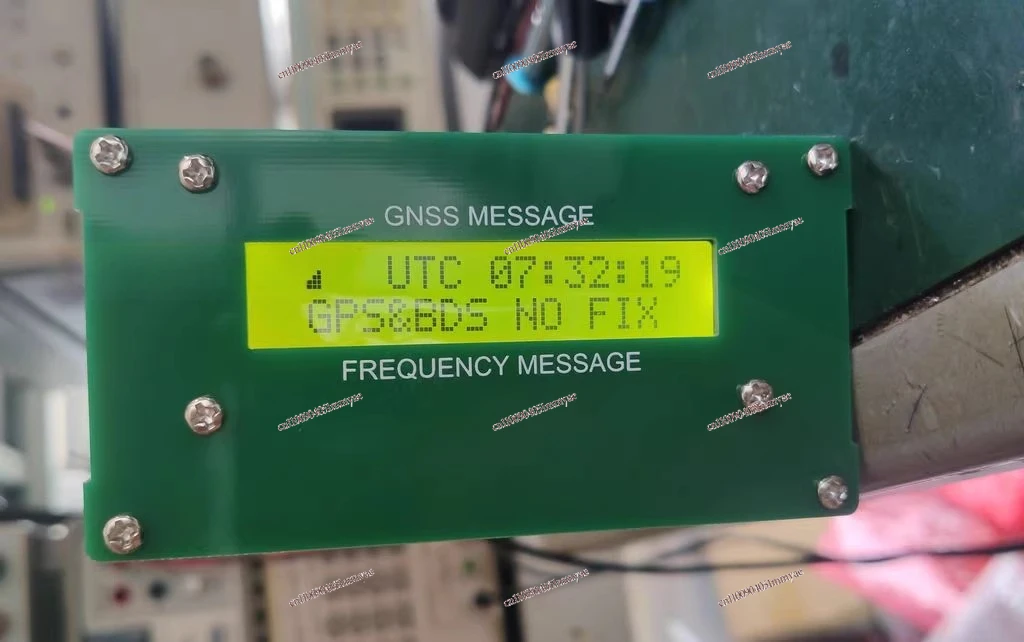 GNSS MESSAGE
UTC 07:32:19
GPS&BDS NO FIX
FREQUENCY MESSAGE